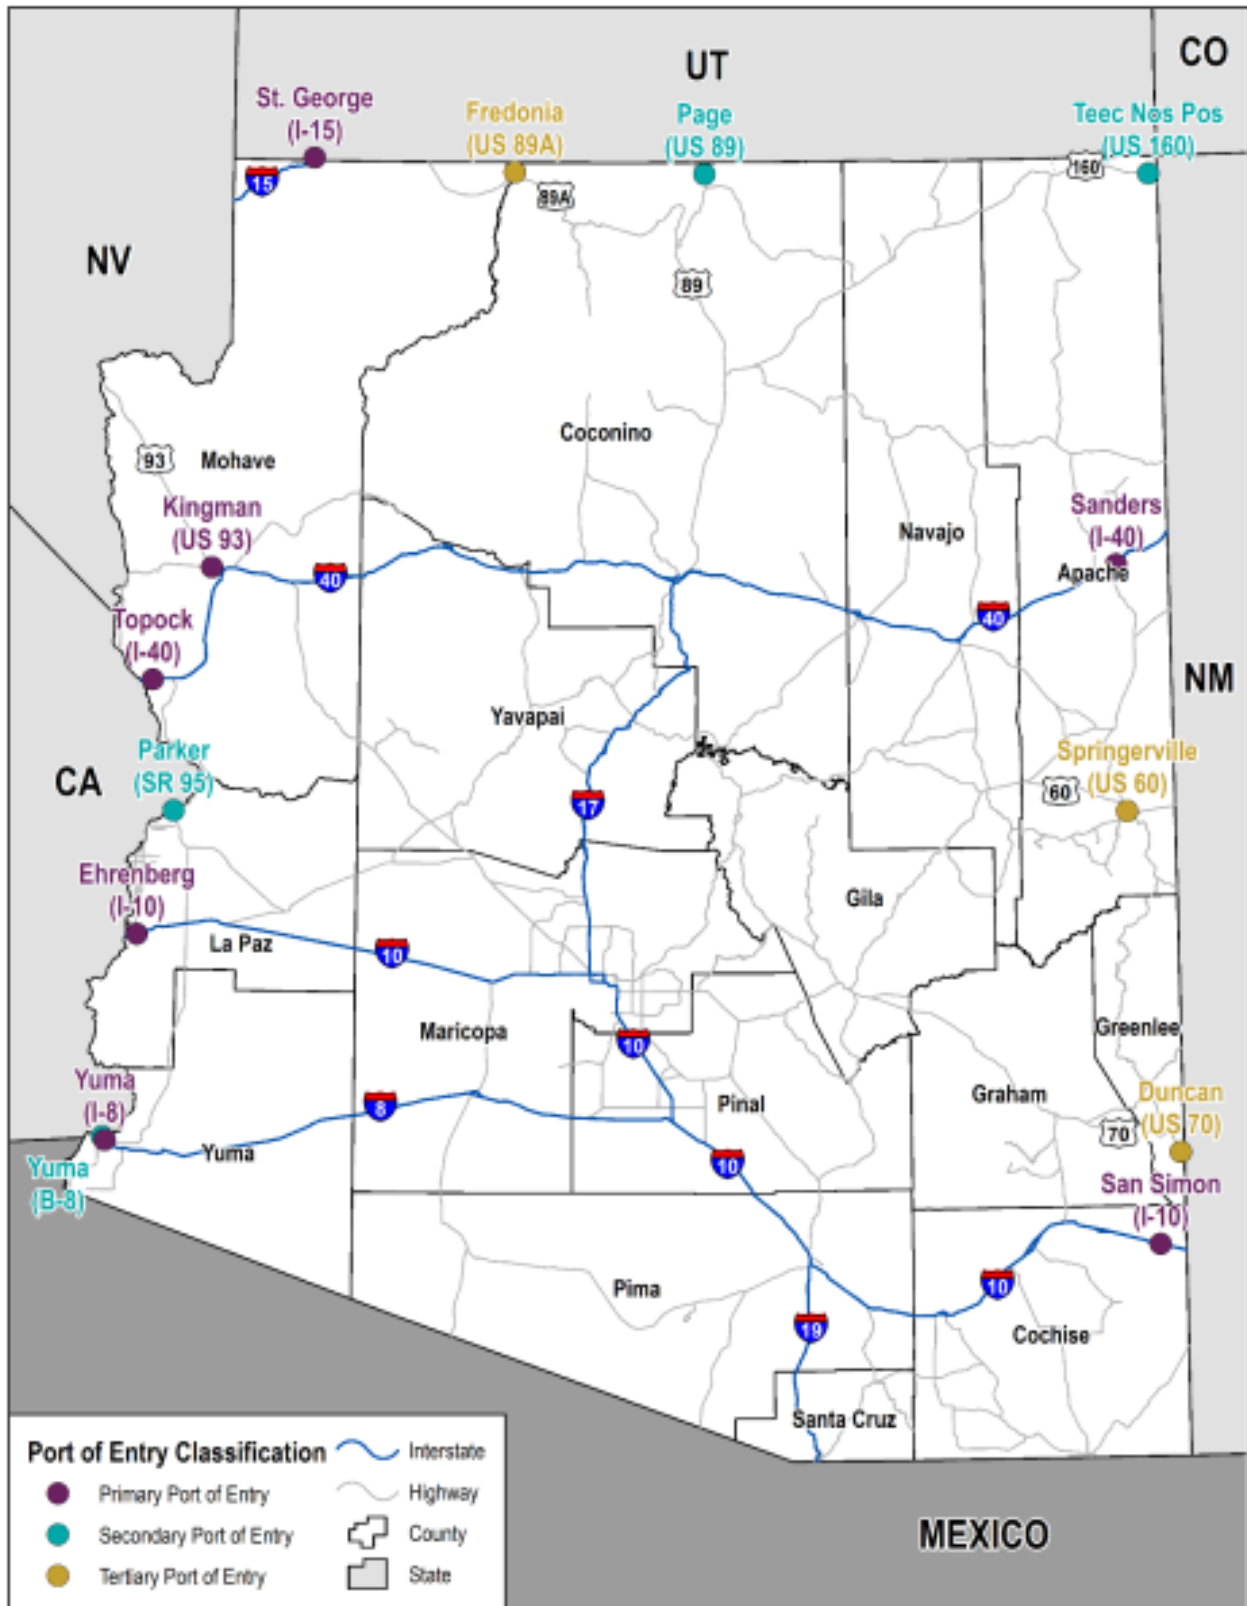 UT
CO
St. George
(I-15)
Fredonia
(US 89A)
Page
(US 89)
Teec Nos Pos
(US 160)
15
89A
160
NV
89
Coconino
93
Mohave
Kingman
(US 93)
Navajo
Sanders
(I-40)
Apache
40
40
Topock
(I-40)
NM
Yavapai
Parker
(SR 95)
CA
Springerville
(US 60)
60
17
Ehrenberg
(I-10)
Gila
La Paz
10
Maricopa
10
Greenlee
Yuma
(I-8)
8
Pinal
Graham
Duncan
(US 70)
70
Yuma
Yuma
(B-8)
10
San Simon
(I-10)
Pima
10
19
Cochise
Santa Cruz
Port of Entry Classification
Primary Port of Entry
Secondary Port of Entry
Tertiary Port of Entry
Interstate
Highway
County
State
MEXICO